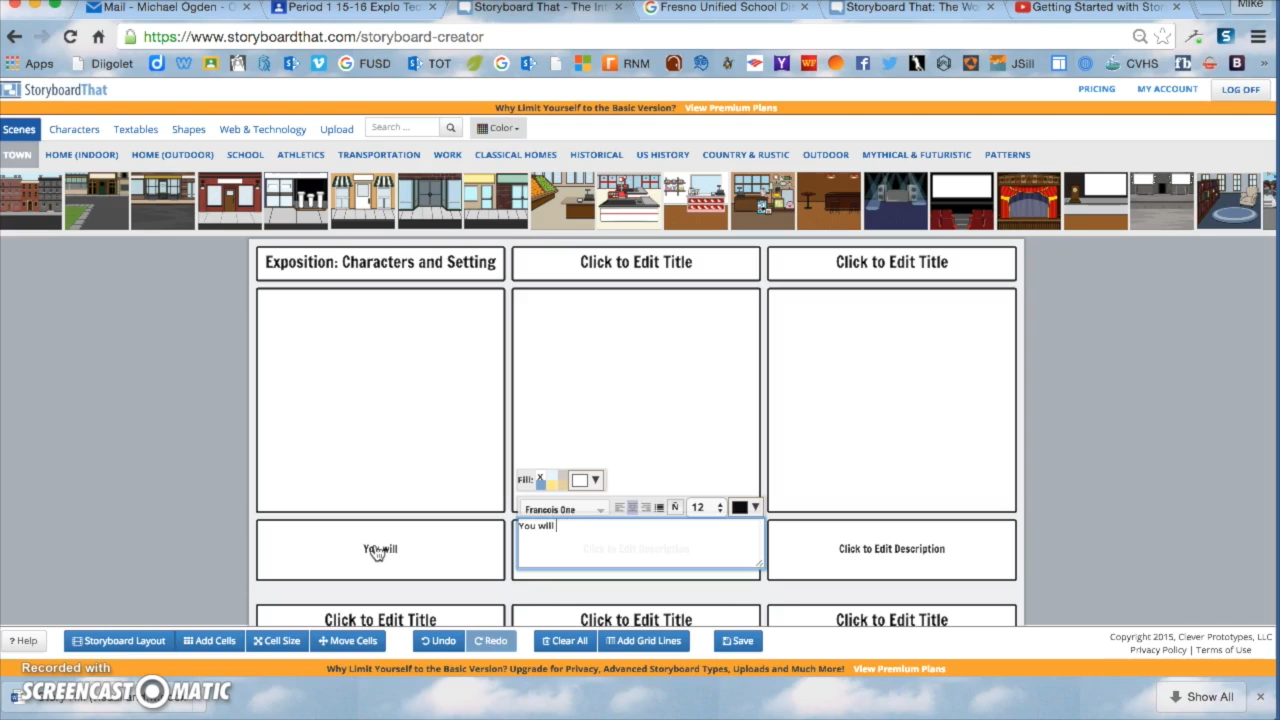 Mail - Michael Ogden - O
Period 1 15-16 Explo Tec
Storyboard That - The Int
Fresno Unified School Di
Storyboard That: The Wo
Getting Started with Stor
Mike
https://www.storyboardthat.com/storyboard-creator
Apps
Diigolet
FUSD
TOT
RNM
JSill
CVHS
StoryboardThat
PRICING
MY ACCOUNT
LOG OFF
Why Limit Yourself to the Basic Version? View Premium Plans
Scenes
Characters
Textables
Shapes
Web & Technology
Upload
Search ...
Color
TOWN
HOME (INDOOR)
HOME (OUTDOOR)
SCHOOL
ATHLETICS
TRANSPORTATION
WORK
CLASSICAL HOMES
HISTORICAL
US HISTORY
COUNTRY & RUSTIC
OUTDOOR
MYTHICAL & FUTURISTIC
PATTERNS
Exposition: Characters and Setting
Click to Edit Title
Click to Edit Title
Fill:
Francois One
12
You will
You will
Click to Edit Description
Click to Edit Description
Click to Edit Title
Click to Edit Title
Click to Edit Title
? Help
Storyboard Layout
Add Cells
Cell Size
Move Cells
Undo
Redo
Clear All
Add Grid Lines
Save
Copyright 2015, Clever Prototypes, LLC
Privacy Policy | Terms of Use
Why Limit Yourself to the Basic Version? Upgrade for Privacy, Advanced Storyboard Types, Uploads and Much More! View Premium Plans
Recorded with
SCREENCAST-O-MATIC
Show All